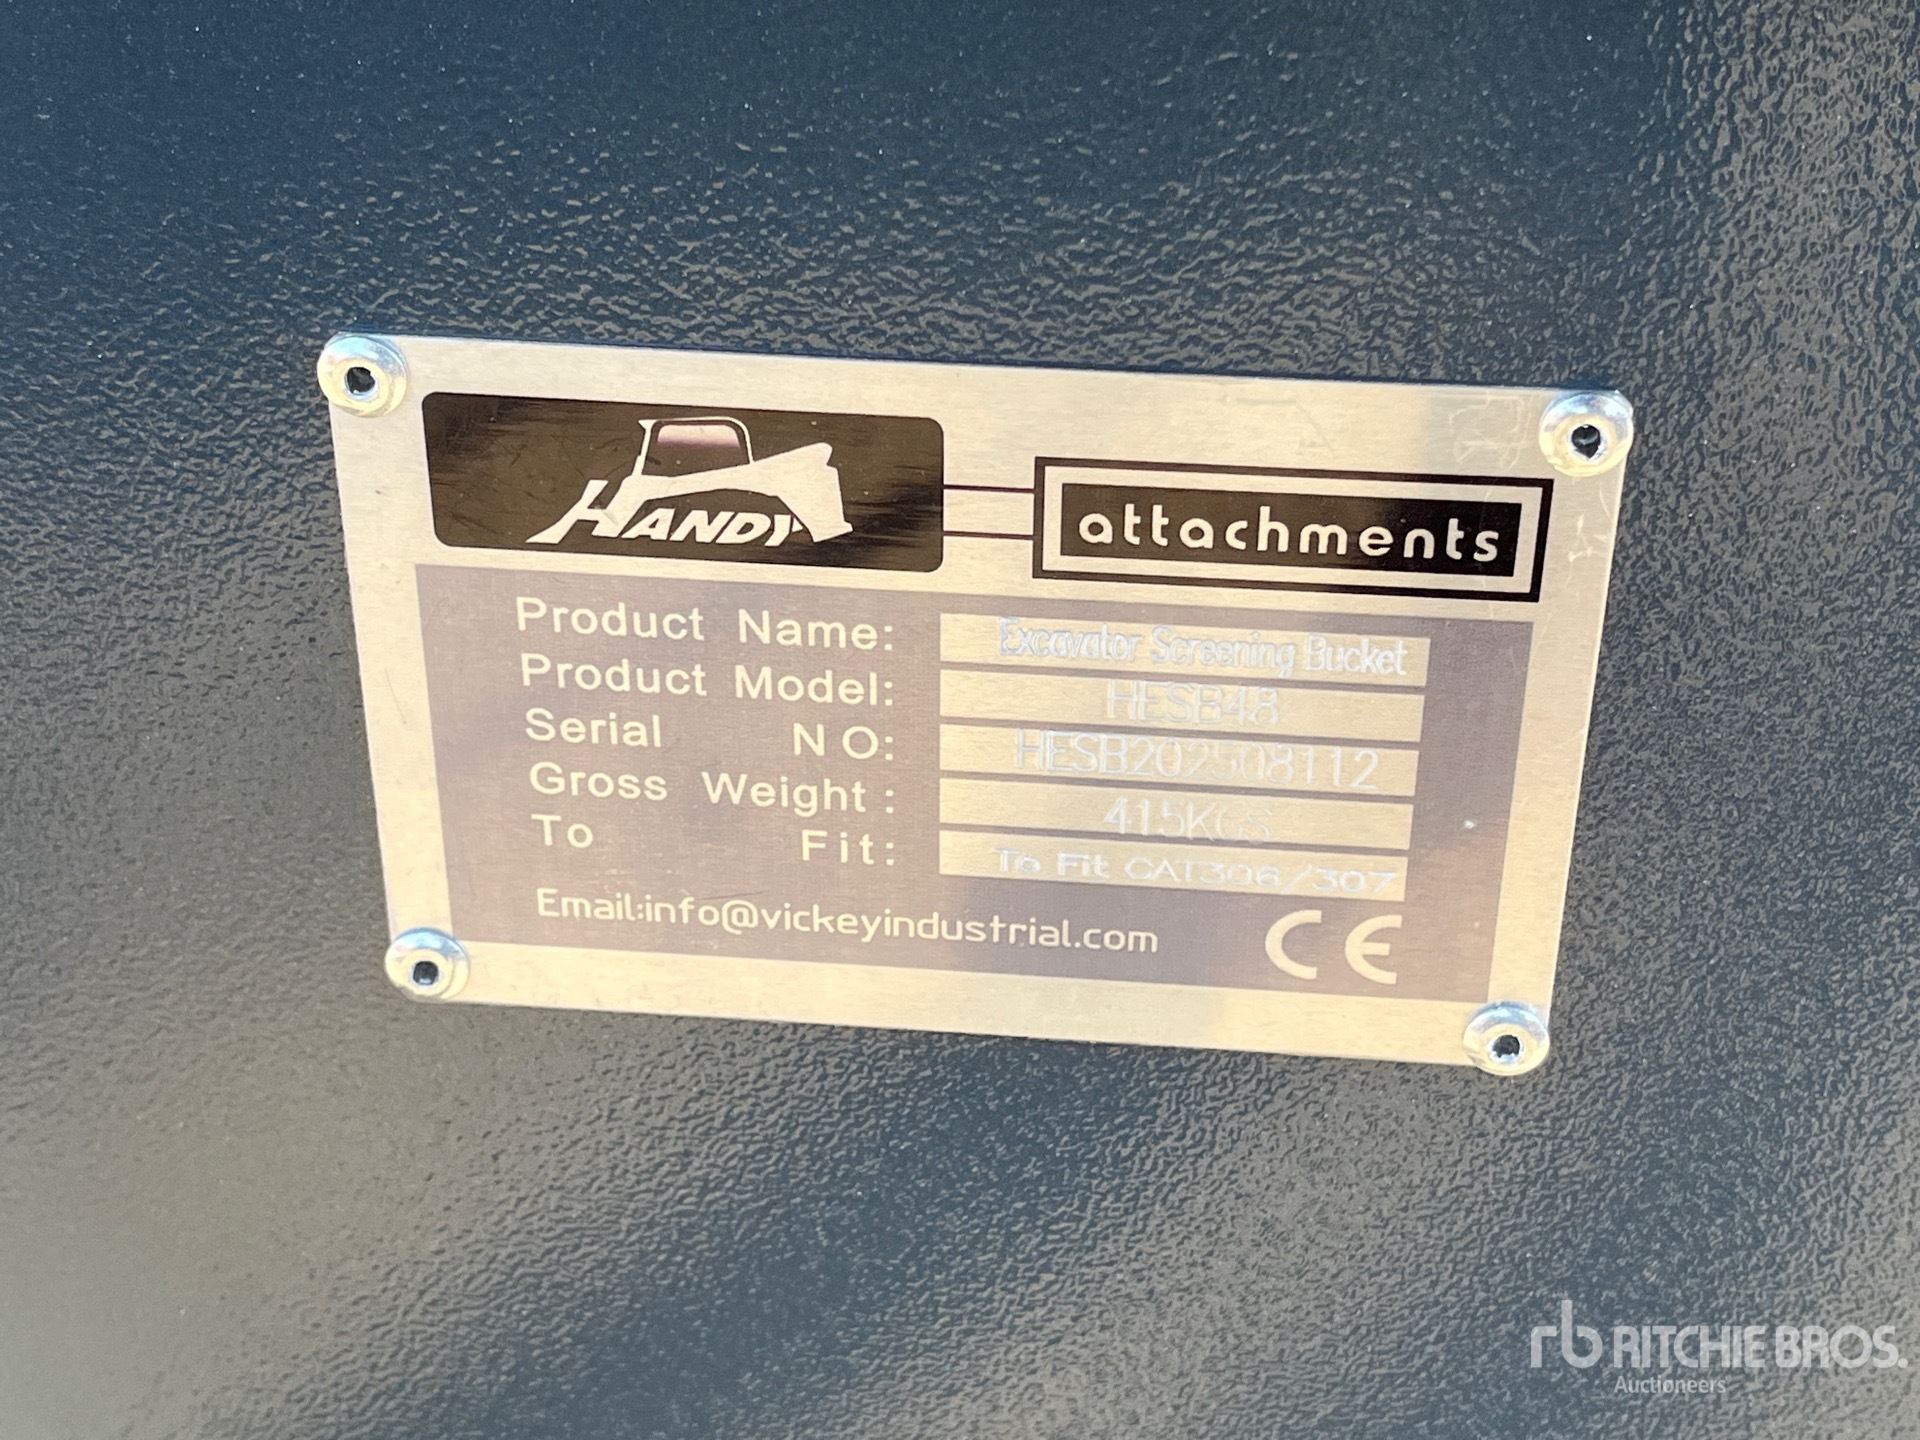 HANDY attachments
Product Name: Excavator Screening Bucket
Product Model: HESB48
Serial NO: HESB202508112
Gross Weight: 415KGS
To Fit: To Fit CAT306/307
Email:info@vickeyindustrial.com CE
rb RITCHIE BROS.
Auctioneers